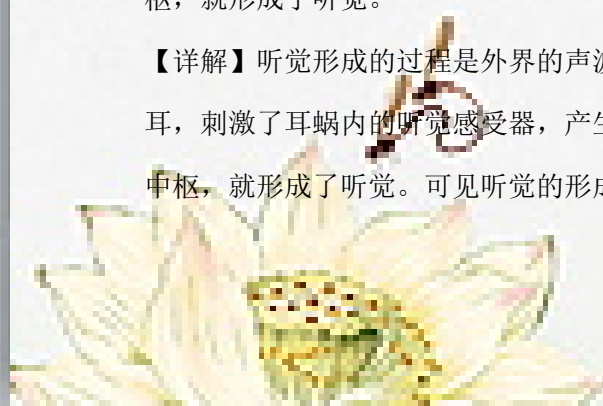 枢，就形成了听觉。
【详解】听觉形成的过程是外界的声波
耳，刺激了耳蜗内的听觉感受器，产生
中枢，就形成了听觉。可见听觉的形成